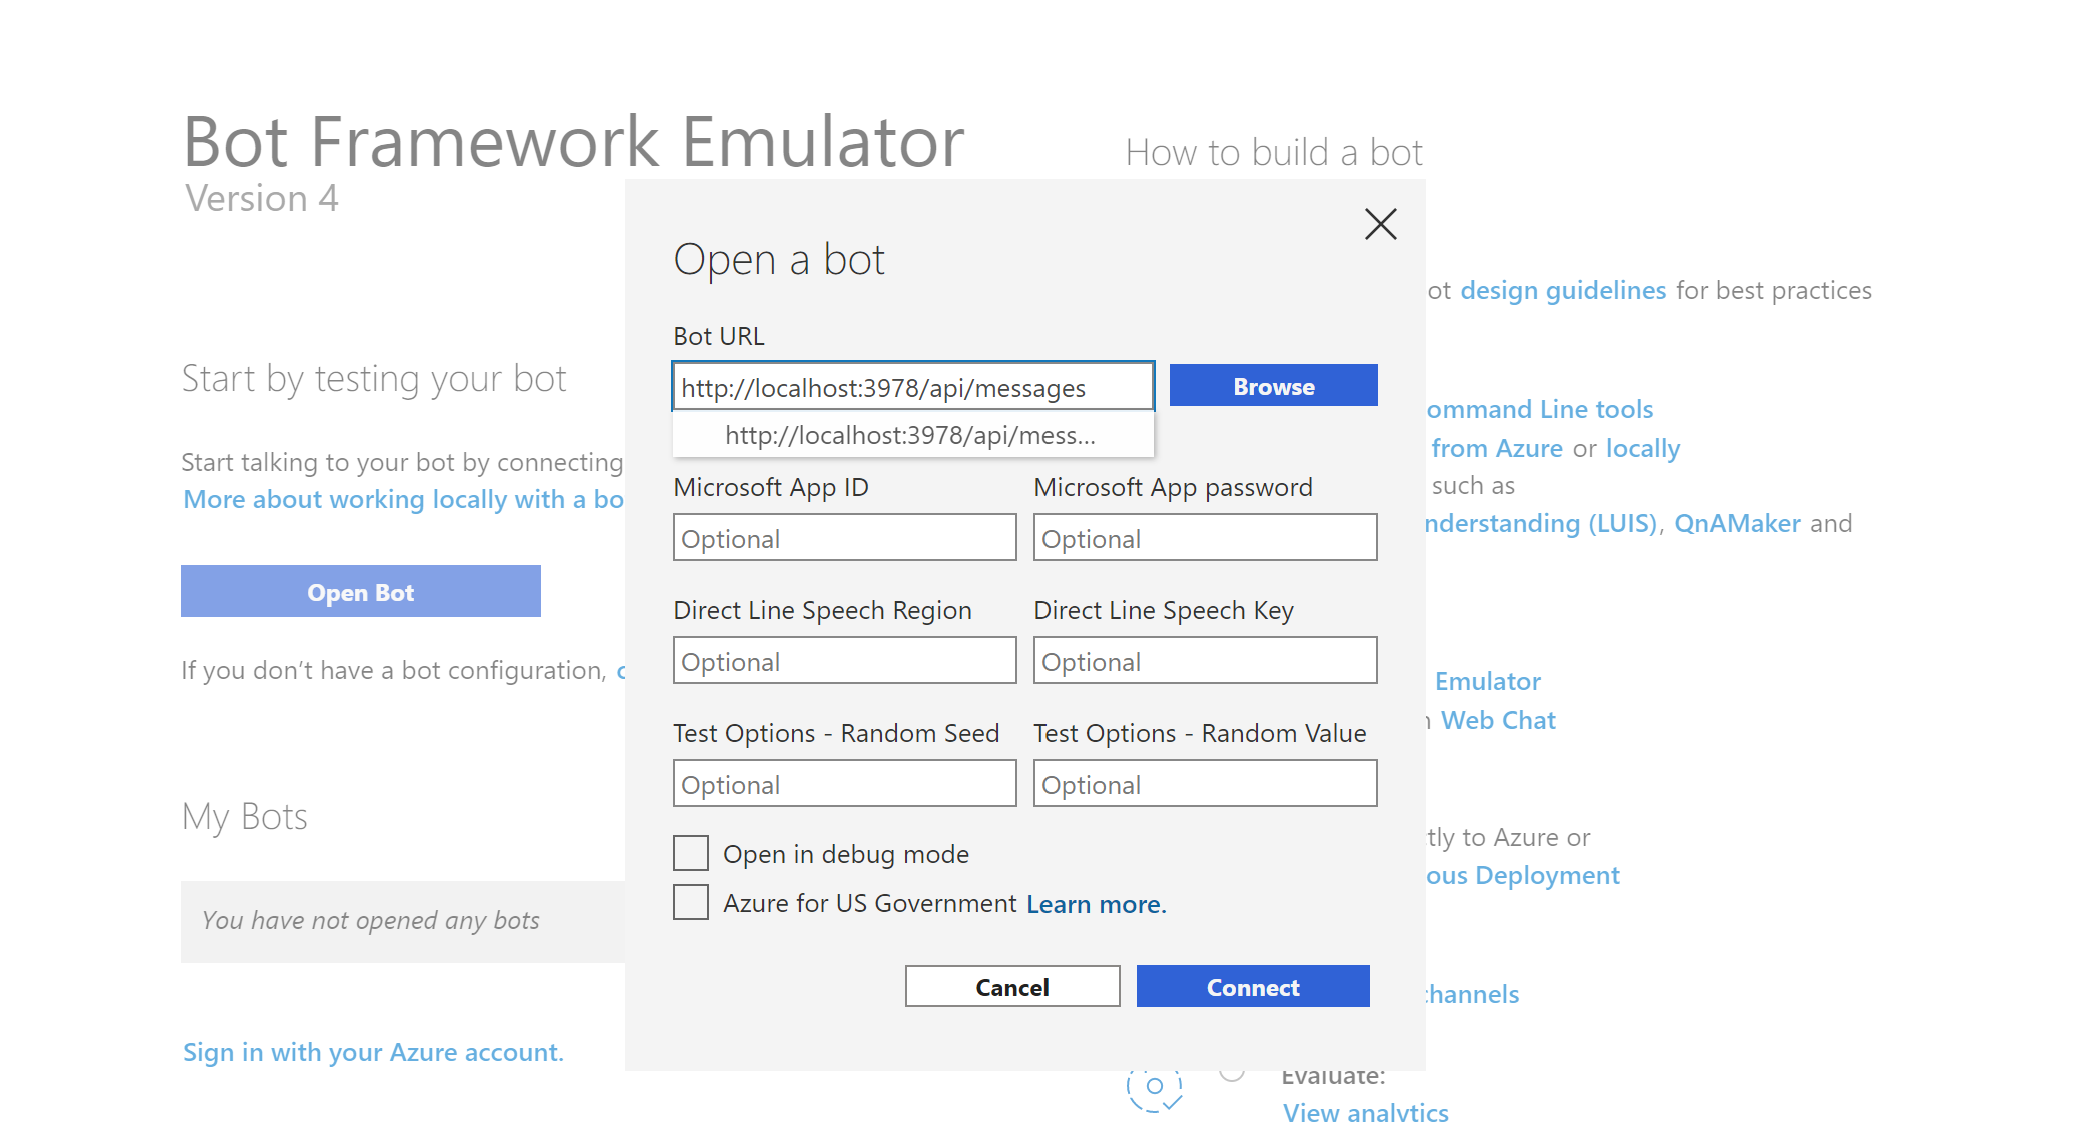 Bot Framework Emulator
Version 4
Start by testing your bot
Start talking to your bot by connecting
More about working locally with a bo
Open Bot
If you don’t have a bot configuration,
My Bots
You have not opened any bots
Sign in with your Azure account.
Open a bot
Bot URL
http://localhost:3978/api/messages
Browse
http://localhost:3978/api/mess...
Microsoft App ID
Microsoft App password
Optional
Optional
Direct Line Speech Region
Direct Line Speech Key
Optional
Optional
Test Options - Random Seed
Test Options - Random Value
Optional
Optional
Open in debug mode
Azure for US Government Learn more.
Cancel
Connect
How to build a bot
ot design guidelines for best practices
ommand Line tools
from Azure or locally
such as
nderstanding (LUIS), QnAMaker and
Emulator
Web Chat
tly to Azure or
ous Deployment
channels
Evaluate:
View analytics